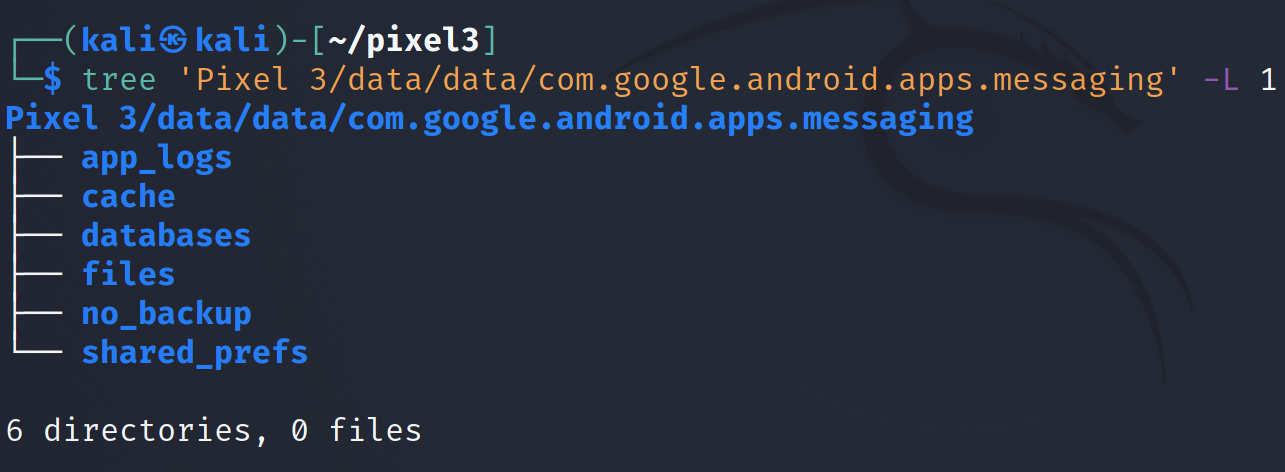 ┌──(kali㉿kali)-[~/pixel3]
└─$ tree 'Pixel 3/data/data/com.google.android.apps.messaging' -L 1
Pixel 3/data/data/com.google.android.apps.messaging
├── app_logs
├── cache
├── databases
├── files
├── no_backup
└── shared_prefs
6 directories, 0 files